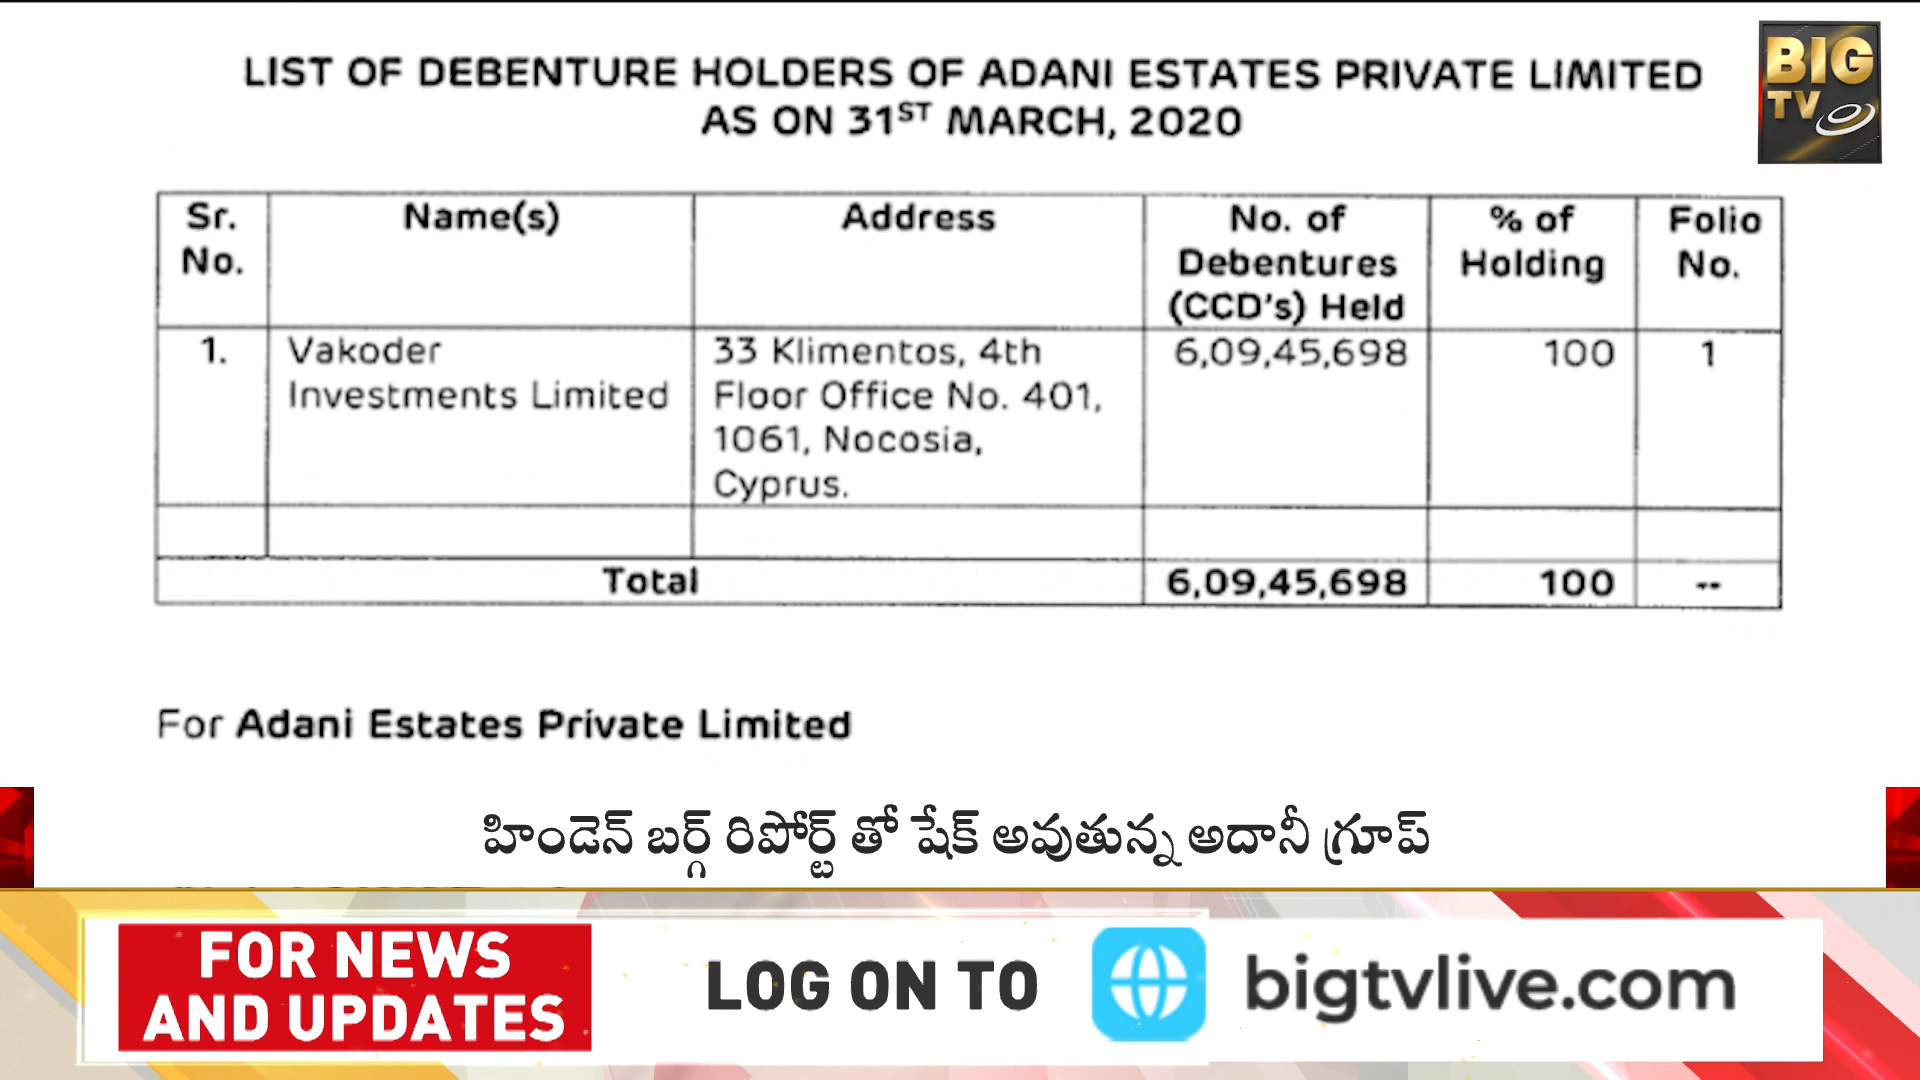 LIST OF DEBENTURE HOLDERS OF ADANI ESTATES PRIVATE LIMITED
AS ON 31ST MARCH, 2020
BIG
TV
Sr. No.
Name(s)
Address
No. of Debentures (CCD's) Held
% of Holding
Folio No.
1.
Vakoder
Investments Limited
33 Klimentos, 4th
Floor Office No. 401,
1061, Nocosia,
Cyprus.
6,09,45,698
100
1
Total
6,09,45,698
100
--
For Adani Estates Private Limited
హిండెన్ బర్గ్ రిపోర్ట్ తో షేక్ అవుతున్న అదానీ గ్రూప్
FOR NEWS
AND UPDATES
LOG ON TO
bigtvlive.com